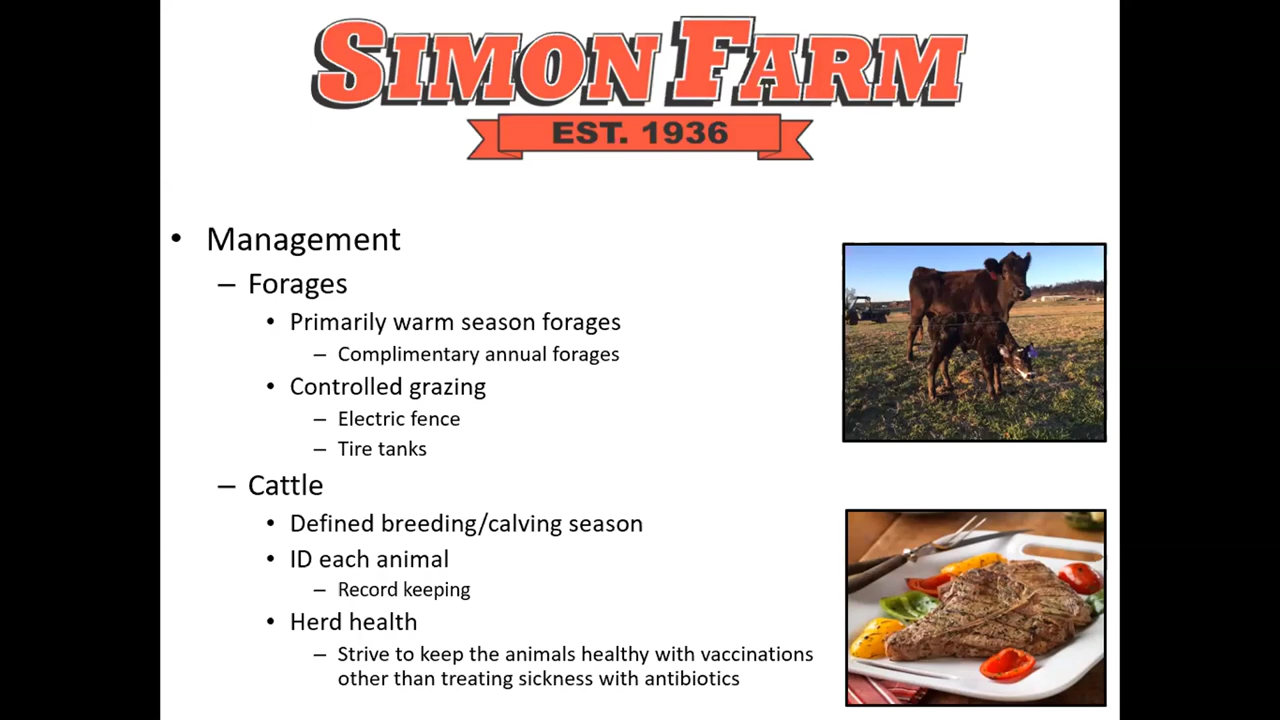 SIMON FARM
EST. 1936
• Management
– Forages
• Primarily warm season forages
– Complimentary annual forages
• Controlled grazing
– Electric fence
– Tire tanks
– Cattle
• Defined breeding/calving season
• ID each animal
– Record keeping
• Herd health
– Strive to keep the animals healthy with vaccinations
other than treating sickness with antibiotics